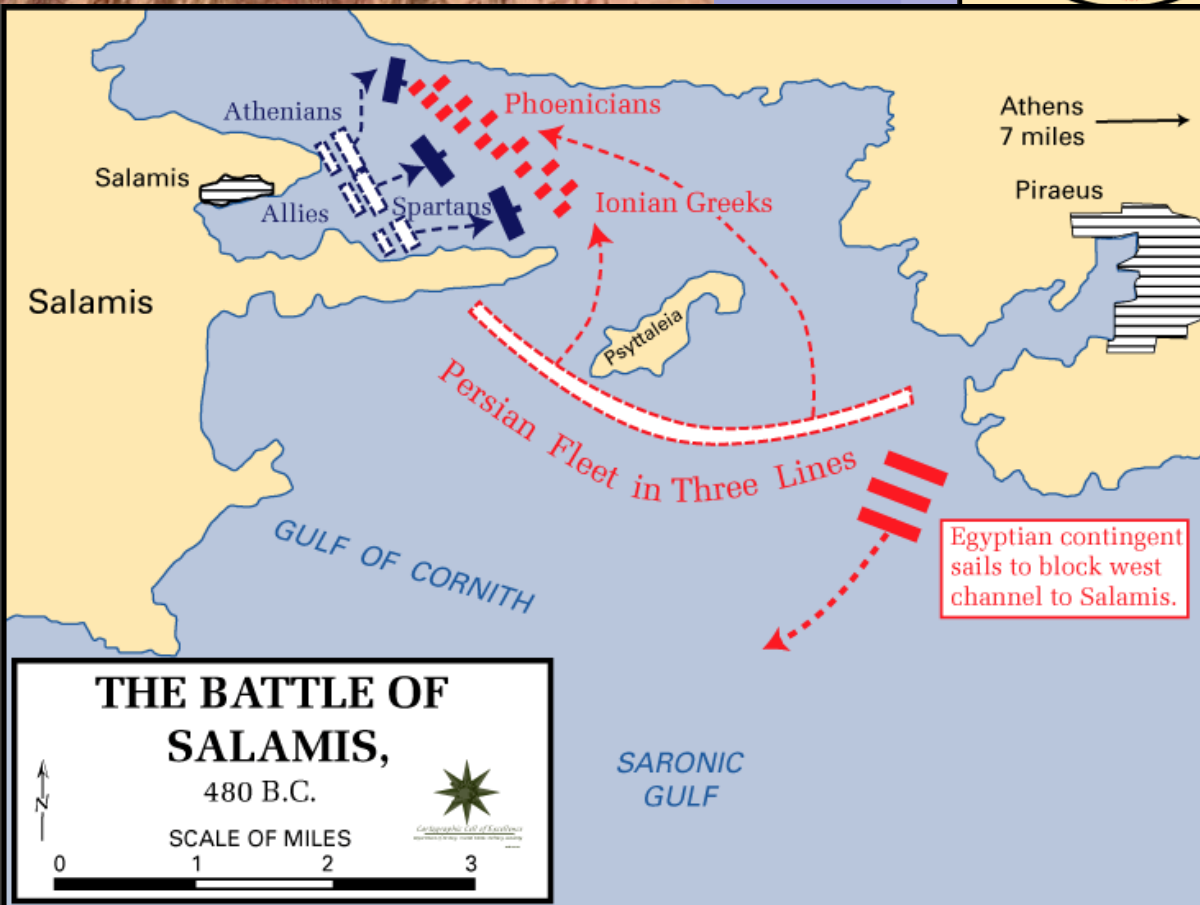 Athenians
Phoenicians
Athens
7 miles
Salamis
Piraeus
Allies
Spartans
Ionian Greeks
Salamis
Psyttaleia
Persian Fleet in Three Lines
GULF OF CORNITH
Egyptian contingent
sails to block west
channel to Salamis.
THE BATTLE OF
SALAMIS,
480 B.C.
N
SCALE OF MILES
0 1 2 3
Cartographic Cell of Excellence
SARONIC
GULF